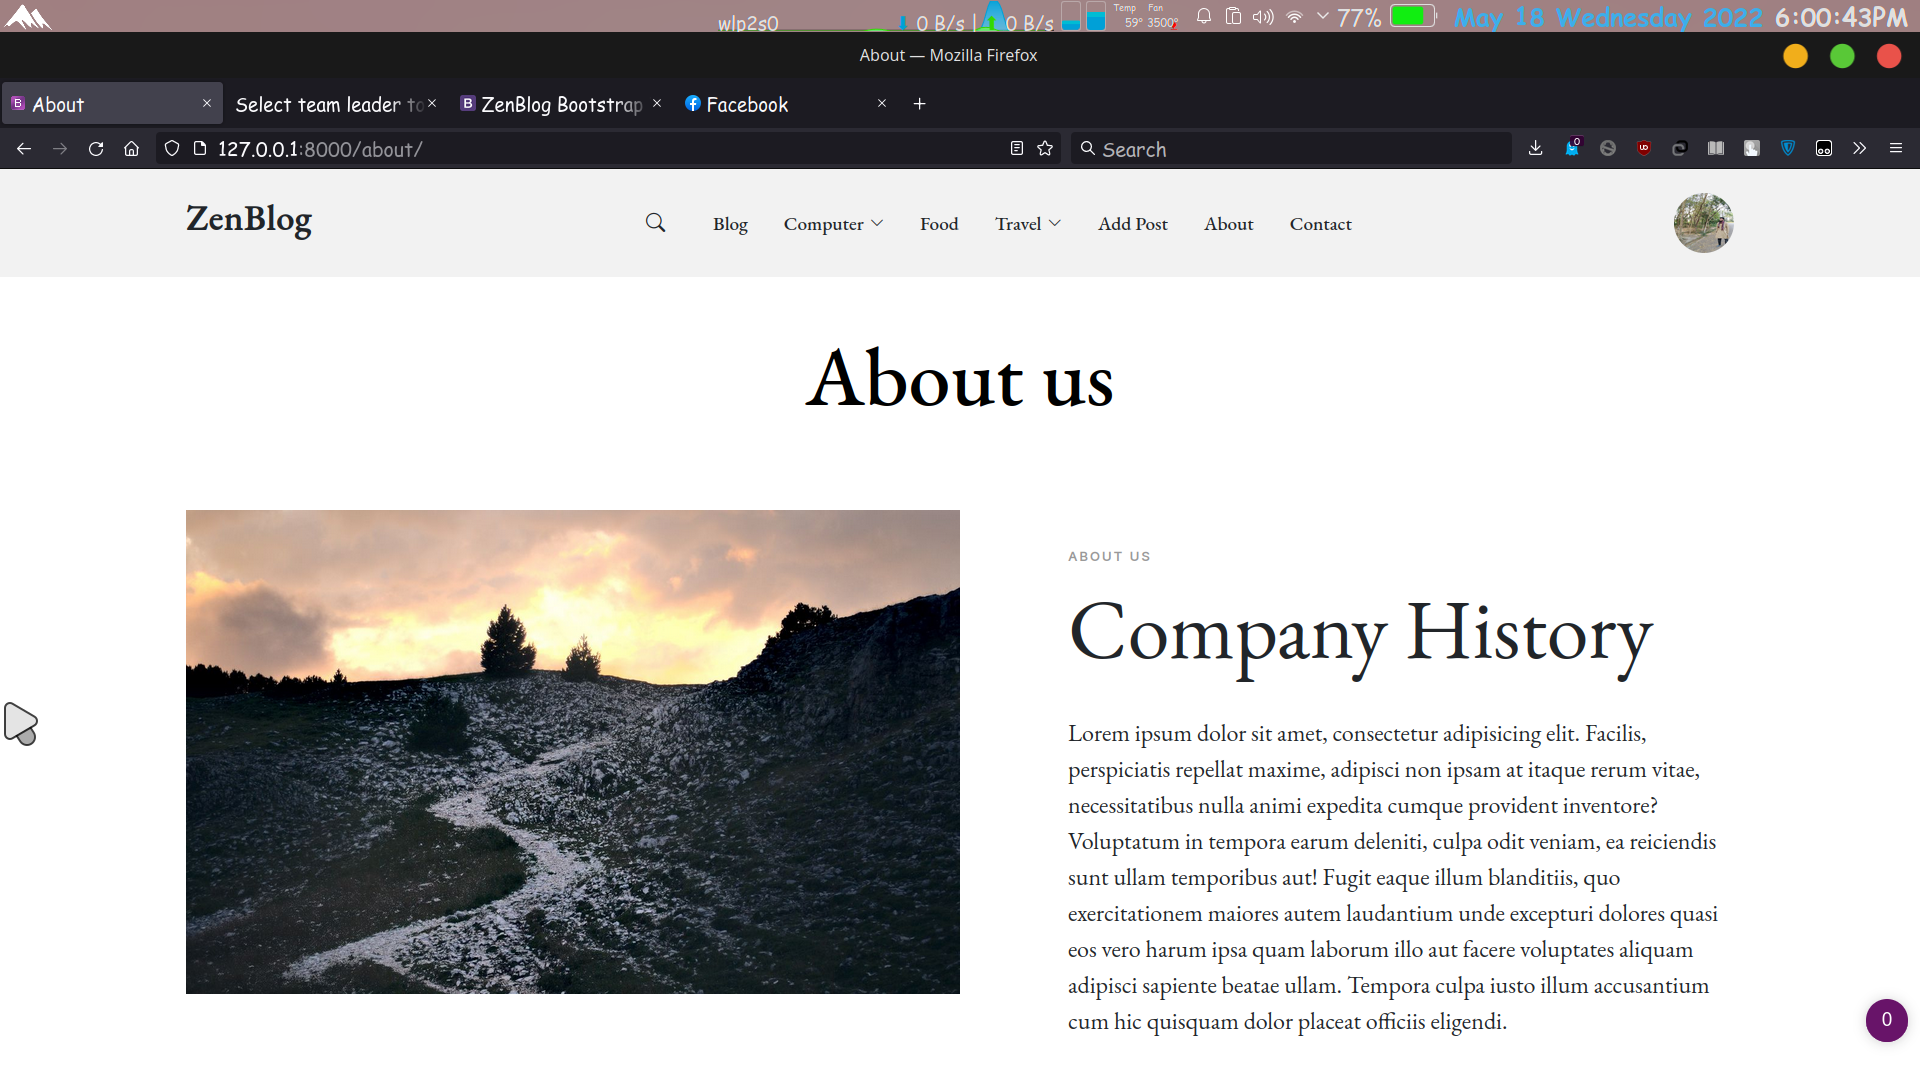 wlp2s0 0 B/s | 0 B/s Temp Fan 59° 3500° 77% May 18 Wednesday 2022 6:00:43PM
About — Mozilla Firefox
About Select team leader to ZenBlog Bootstrap Facebook
127.0.0.1:8000/about/ Search 0
ZenBlog Blog Computer Food Travel Add Post About Contact
About us
ABOUT US
Company History
Lorem ipsum dolor sit amet, consectetur adipisicing elit. Facilis,
perspiciatis repellat maxime, adipisci non ipsam at itaque rerum vitae,
necessitatibus nulla animi expedita cumque provident inventore?
Voluptatum in tempora earum deleniti, culpa odit veniam, ea reiciendis
sunt ullam temporibus aut! Fugit eaque illum blanditiis, quo
exercitationem maiores autem laudantium unde excepturi dolores quasi
eos vero harum ipsa quam laborum illo aut facere voluptates aliquam
adipisci sapiente beatae ullam. Tempora culpa iusto illum accusantium
cum hic quisquam dolor placeat officiis eligendi.
0